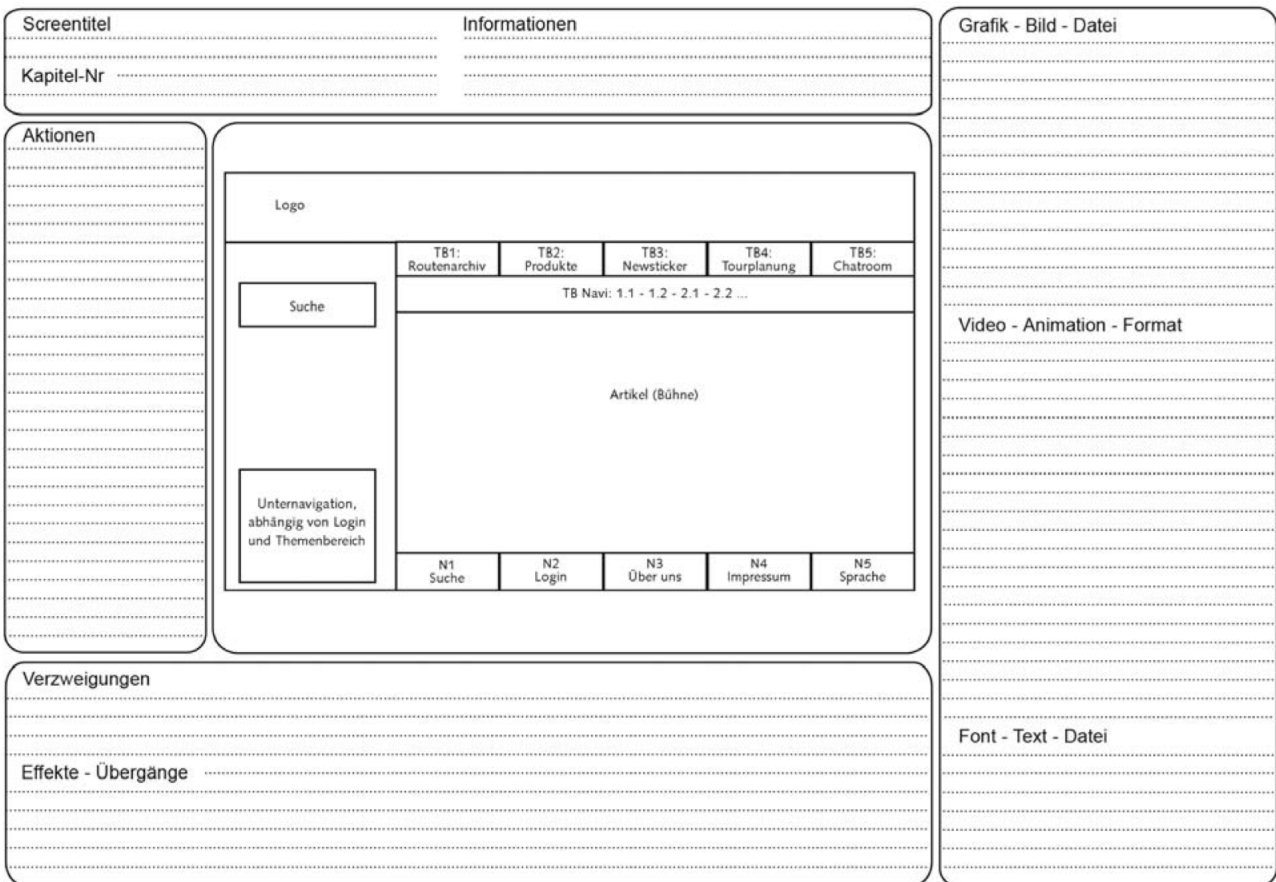 Screentitel
Informationen
Kapitel-Nr
Grafik - Bild - Datei
Aktionen
Logo
TB1:
Routenarchiv
TB2:
Produkte
TB3:
Newsticker
TB4:
Tourplanung
TB5:
Chatroom
Suche
TB Navi: 1.1 - 1.2 - 2.1 - 2.2 ...
Artikel (Bühne)
Unternavigation,
abhängig von Login
und Themenbereich
N1
Suche
N2
Login
N3
Über uns
N4
Impressum
N5
Sprache
Video - Animation - Format
Verzweigungen
Effekte - Übergänge
Font - Text - Datei